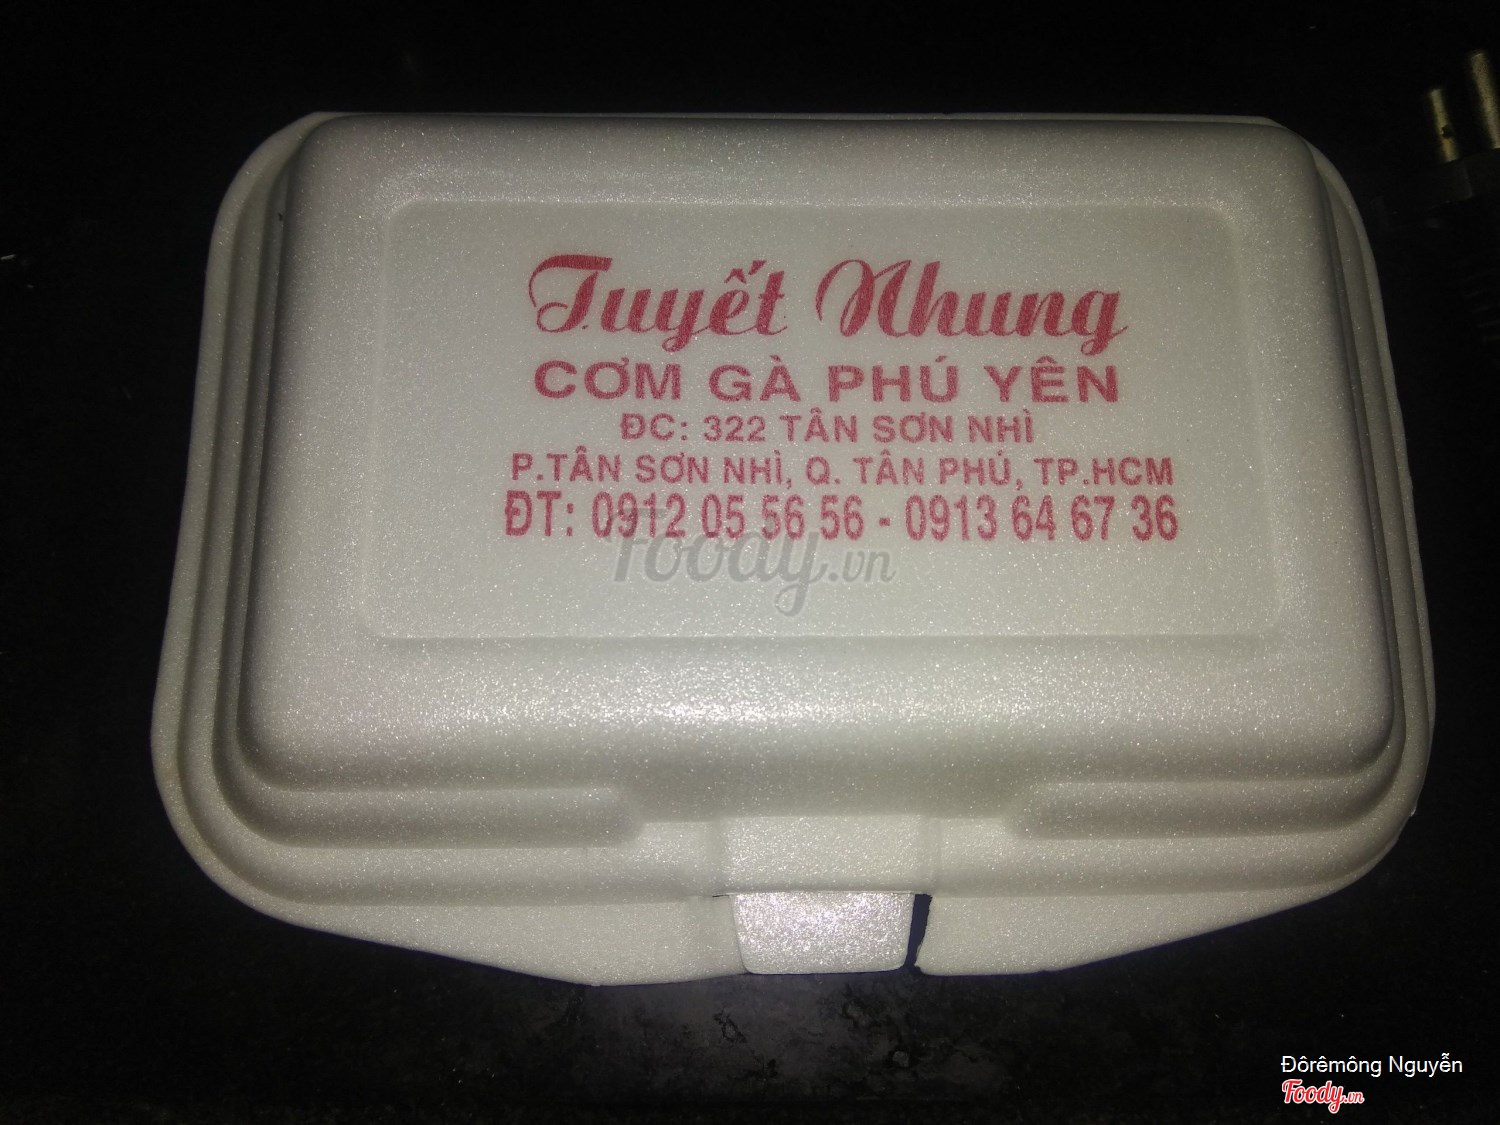 Tuyết Nhung
CƠM GÀ PHÚ YÊN
ĐC: 322 TÂN SƠN NHÌ
P.TÂN SƠN NHÌ, Q. TÂN PHÚ, TP.HCM
ĐT: 0912 05 56 56 - 0913 64 67 36
Foody.vn
Đôrêmông Nguyễn
Foody.vn